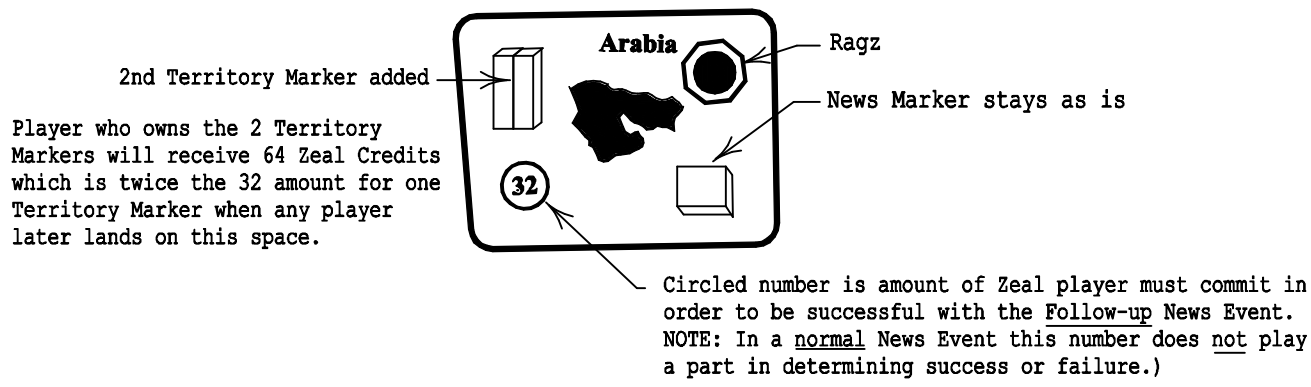 Arabia
Ragz
2nd Territory Marker added
News Marker stays as is
Player who owns the 2 Territory
Markers will receive 64 Zeal Credits
which is twice the 32 amount for one
Territory Marker when any player
later lands on this space.
32
Circled number is amount of Zeal player must commit in
order to be successful with the Follow-up News Event.
NOTE: In a normal News Event this number does not play
a part in determining success or failure.)